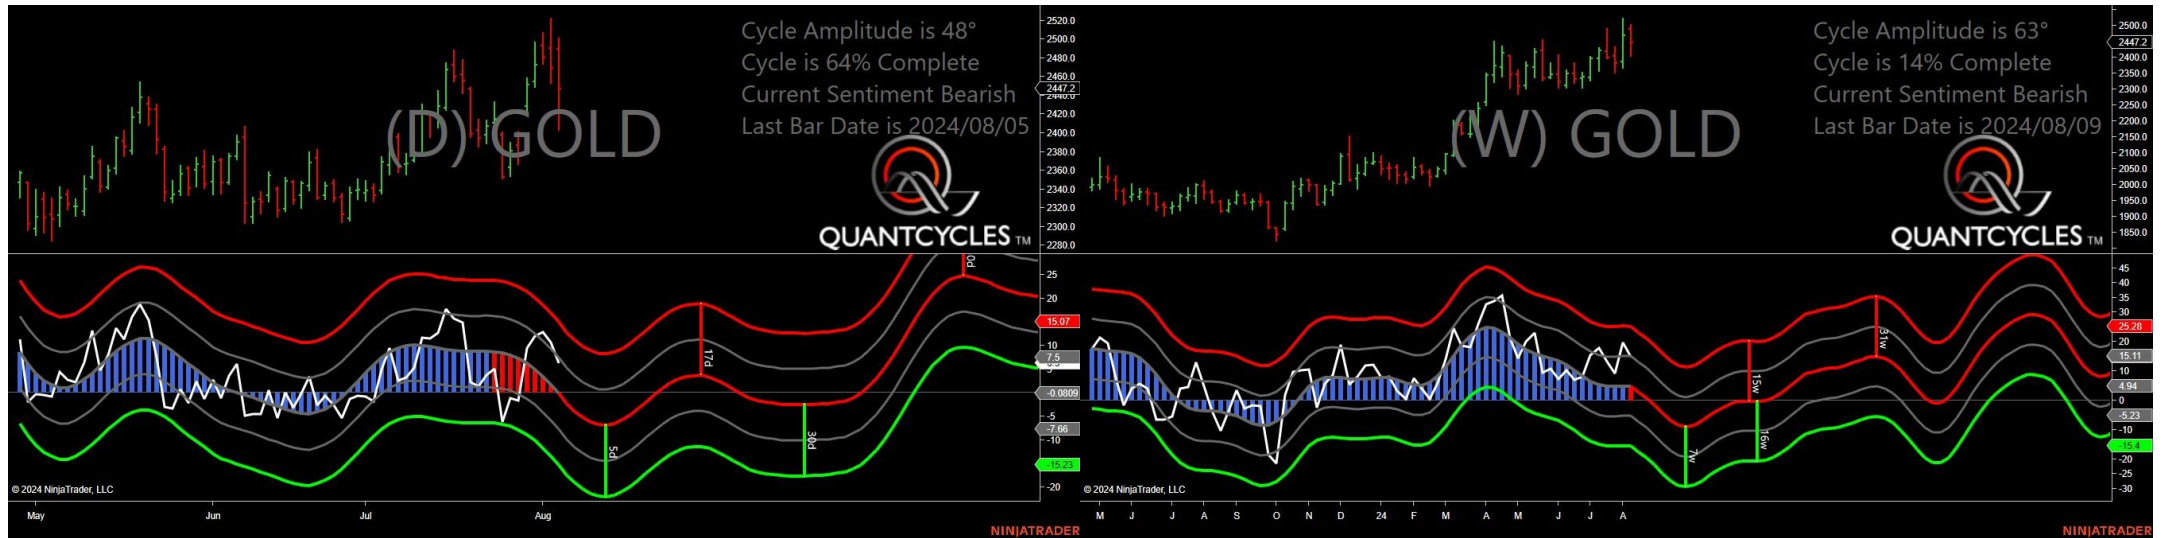 Cycle Amplitude is 48°
Cycle is 64% Complete
Current Sentiment Bearish
Last Bar Date is 2024/08/05
(D) GOLD
QUANTCYCLES TM
2520.0
2500.0
2480.0
2460.0
2447.2
2440.0
2420.0
2400.0
2380.0
2360.0
2340.0
2320.0
2300.0
2280.0
0d
17d
5d
30d
25
20
15.07
7.5
-0.0809
-5
-7.66
-10
-15.23
-20
© 2024 NinjaTrader, LLC
May Jun Jul Aug
NINJATRADER
Cycle Amplitude is 63°
Cycle is 14% Complete
Current Sentiment Bearish
Last Bar Date is 2024/08/09
(W) GOLD
QUANTCYCLES TM
2500.0
2447.2
2400.0
2350.0
2300.0
2250.0
2200.0
2150.0
2100.0
2050.0
2000.0
1950.0
1900.0
1850.0
31w
15w
16w
7w
45
40
35
30
25.28
20
15.11
10
4.94
0
-5.23
-10
-15.4
-20
-25
-30
© 2024 NinjaTrader, LLC
M J J A S O N D 24 F M A M J J A
NINJATRADER